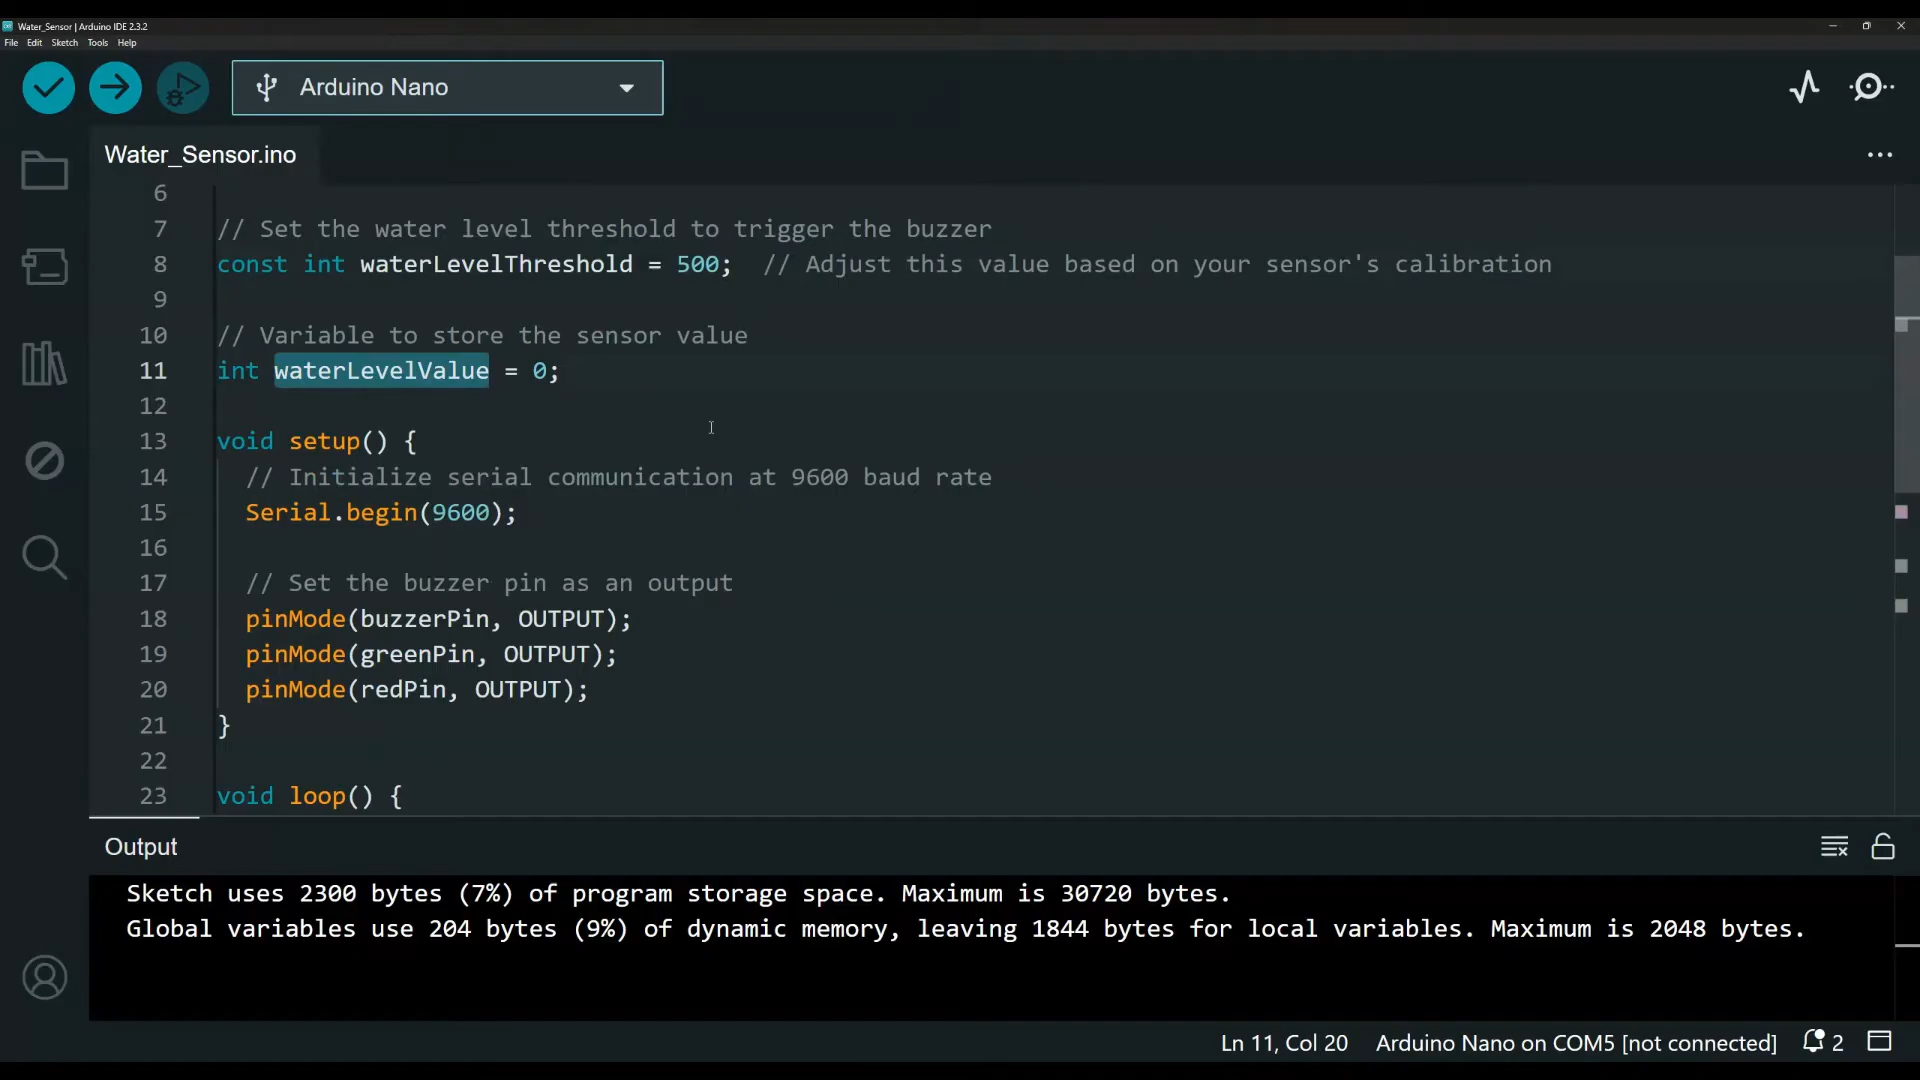 Water_Sensor | Arduino IDE 2.3.2
File Edit Sketch Tools Help
Arduino Nano
Water_Sensor.ino
6
7 // Set the water level threshold to trigger the buzzer
8 const int waterLevelThreshold = 500; // Adjust this value based on your sensor's calibration
9
10 // Variable to store the sensor value
11 int waterLevelValue = 0;
12
13 void setup() {
14 // Initialize serial communication at 9600 baud rate
15 Serial.begin(9600);
16
17 // Set the buzzer pin as an output
18 pinMode(buzzerPin, OUTPUT);
19 pinMode(greenPin, OUTPUT);
20 pinMode(redPin, OUTPUT);
21 }
22
23 void loop() {
Output
Sketch uses 2300 bytes (7%) of program storage space. Maximum is 30720 bytes.
Global variables use 204 bytes (9%) of dynamic memory, leaving 1844 bytes for local variables. Maximum is 2048 bytes.
Ln 11, Col 20 Arduino Nano on COM5 [not connected] 2